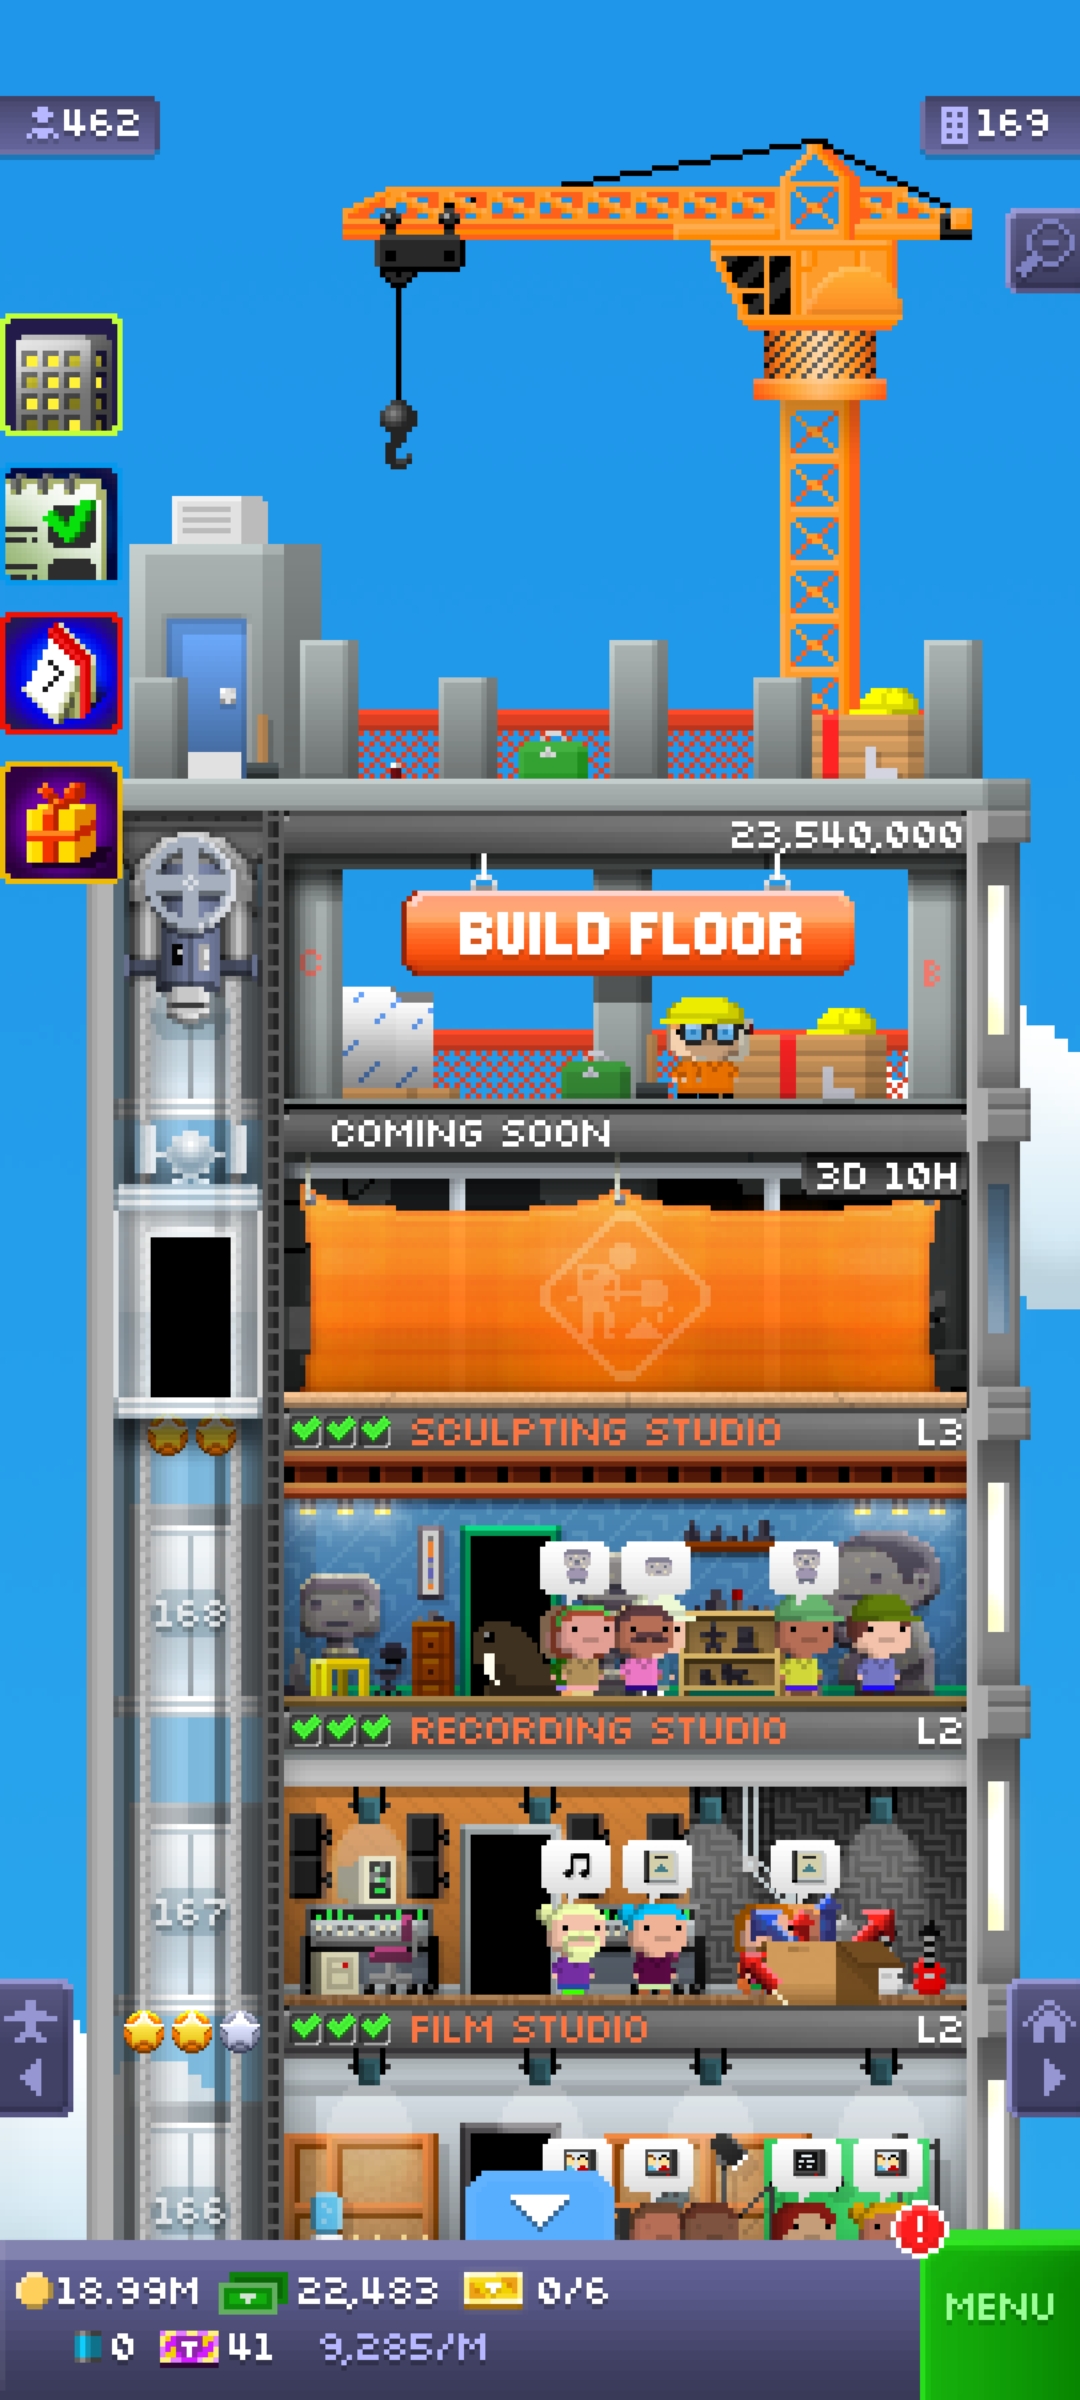 462
169
7
23,540,000
BUILD FLOOR
C
B
COMING SOON
3D 10H
SCULPTING STUDIO L3
168
RECORDING STUDIO L2
167
FILM STUDIO L2
166
!
18.99M 22,483 0/6
MENU
0 T 41 9,285/M